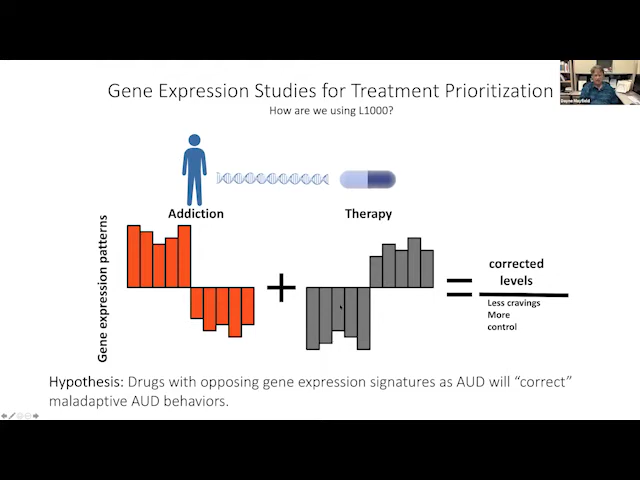 Gene Expression Studies for Treatment Prioritization
How are we using L1000?
Addiction
Therapy
Gene expression patterns
corrected
levels
Less cravings
More
control
Hypothesis: Drugs with opposing gene expression signatures as AUD will “correct”
maladaptive AUD behaviors.